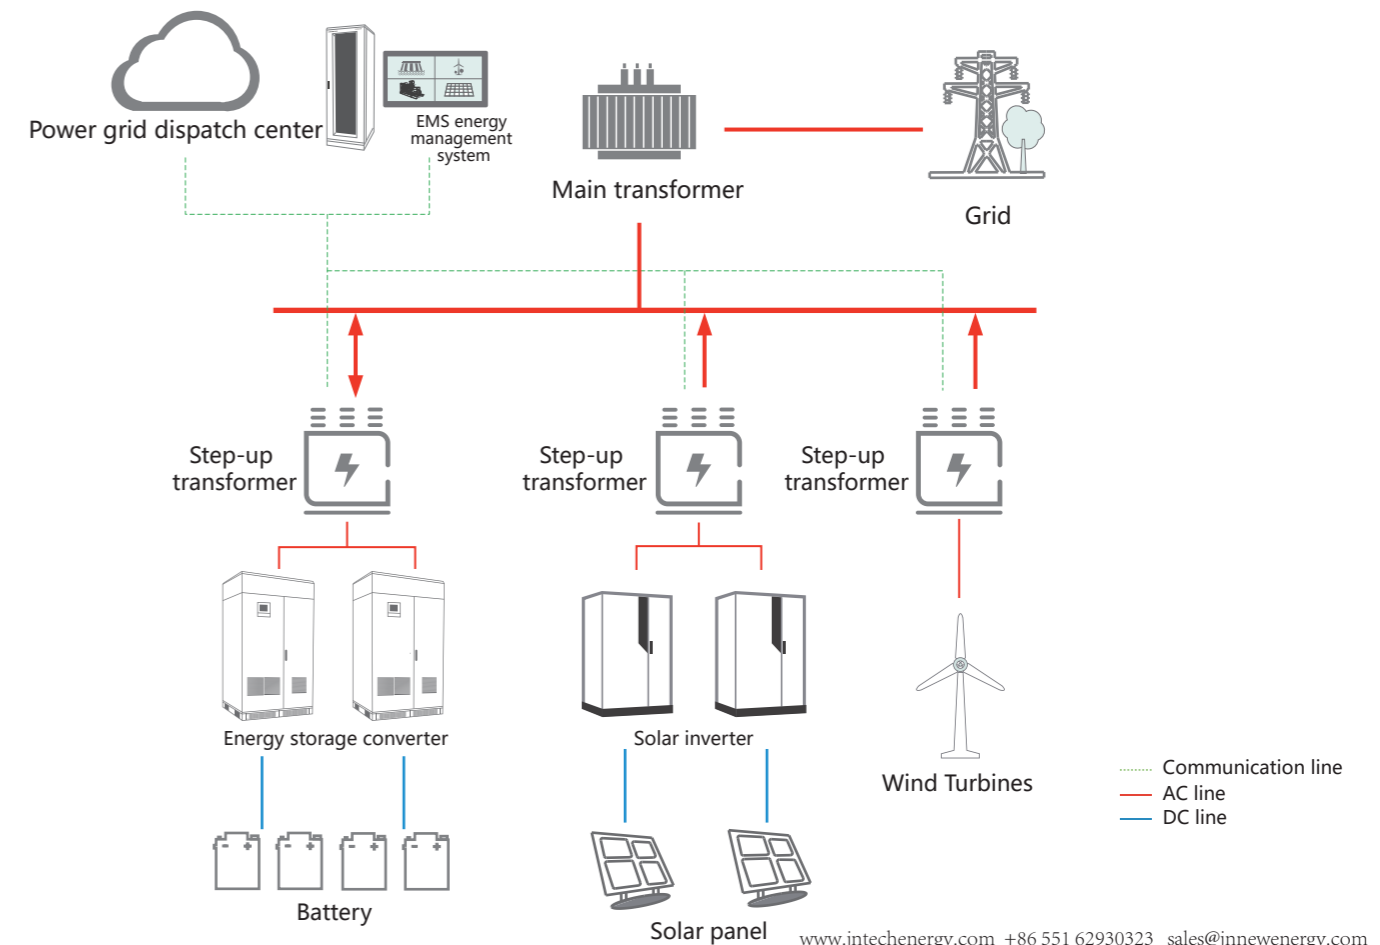 Power grid dispatch center
EMS energy
management
system
Main transformer
Grid
Step-up
transformer
Step-up
transformer
Step-up
transformer
Energy storage converter
Solar inverter
Wind Turbines
Communication line
AC line
DC line
Battery
Solar panel
www.intechenergy.com +86 551 62930323 sales@innewenergy.com